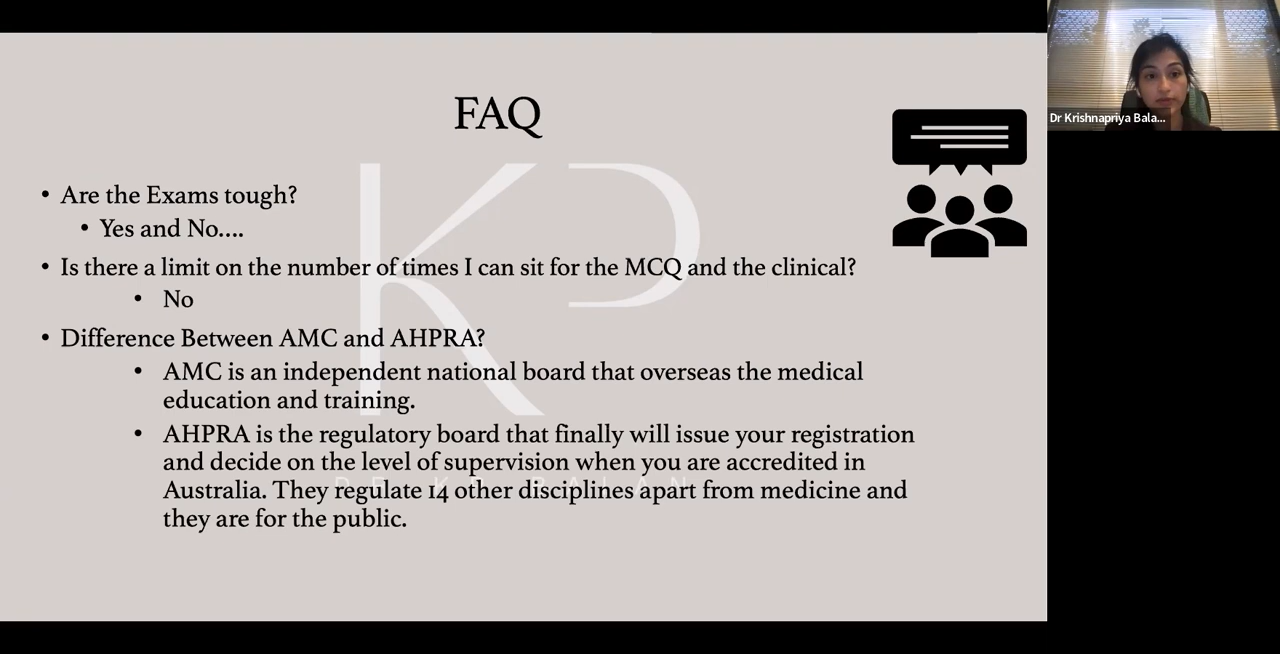 FAQ
• Are the Exams tough?
• Yes and No....
• Is there a limit on the number of times I can sit for the MCQ and the clinical?
• No
• Difference Between AMC and AHPRA?
• AMC is an independent national board that overseas the medical
education and training.
• AHPRA is the regulatory board that finally will issue your registration
and decide on the level of supervision when you are accredited in
Australia. They regulate 14 other disciplines apart from medicine and
they are for the public.
Dr Krishnapriya Bala...